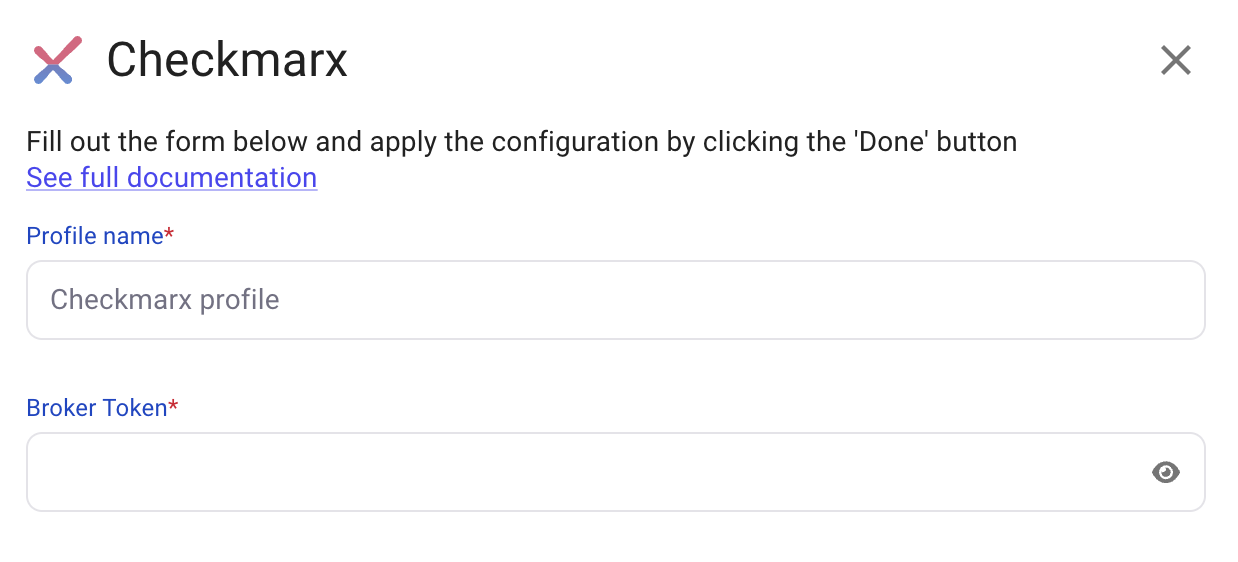 Checkmarx
Fill out the form below and apply the configuration by clicking the 'Done' button
See full documentation
Profile name*
Checkmarx profile
Broker Token*